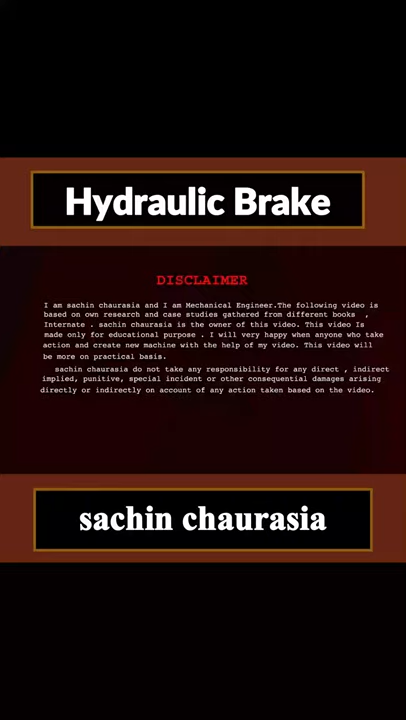 Hydraulic Brake
DISCLAIMER
I am sachin chaurasia and I am Mechanical Engineer.The following video is
based on own research and case studies gathered from different books ,
Internate . sachin chaurasia is the owner of this video. This video Is
made only for educational purpose . I will very happy when anyone who take
action and create new machine with the help of my video. This video will
be more on practical basis.
sachin chaurasia do not take any responsibility for any direct , indirect
implied, punitive, special incident or other consequential damages arising
directly or indirectly on account of any action taken based on the video.
sachin chaurasia